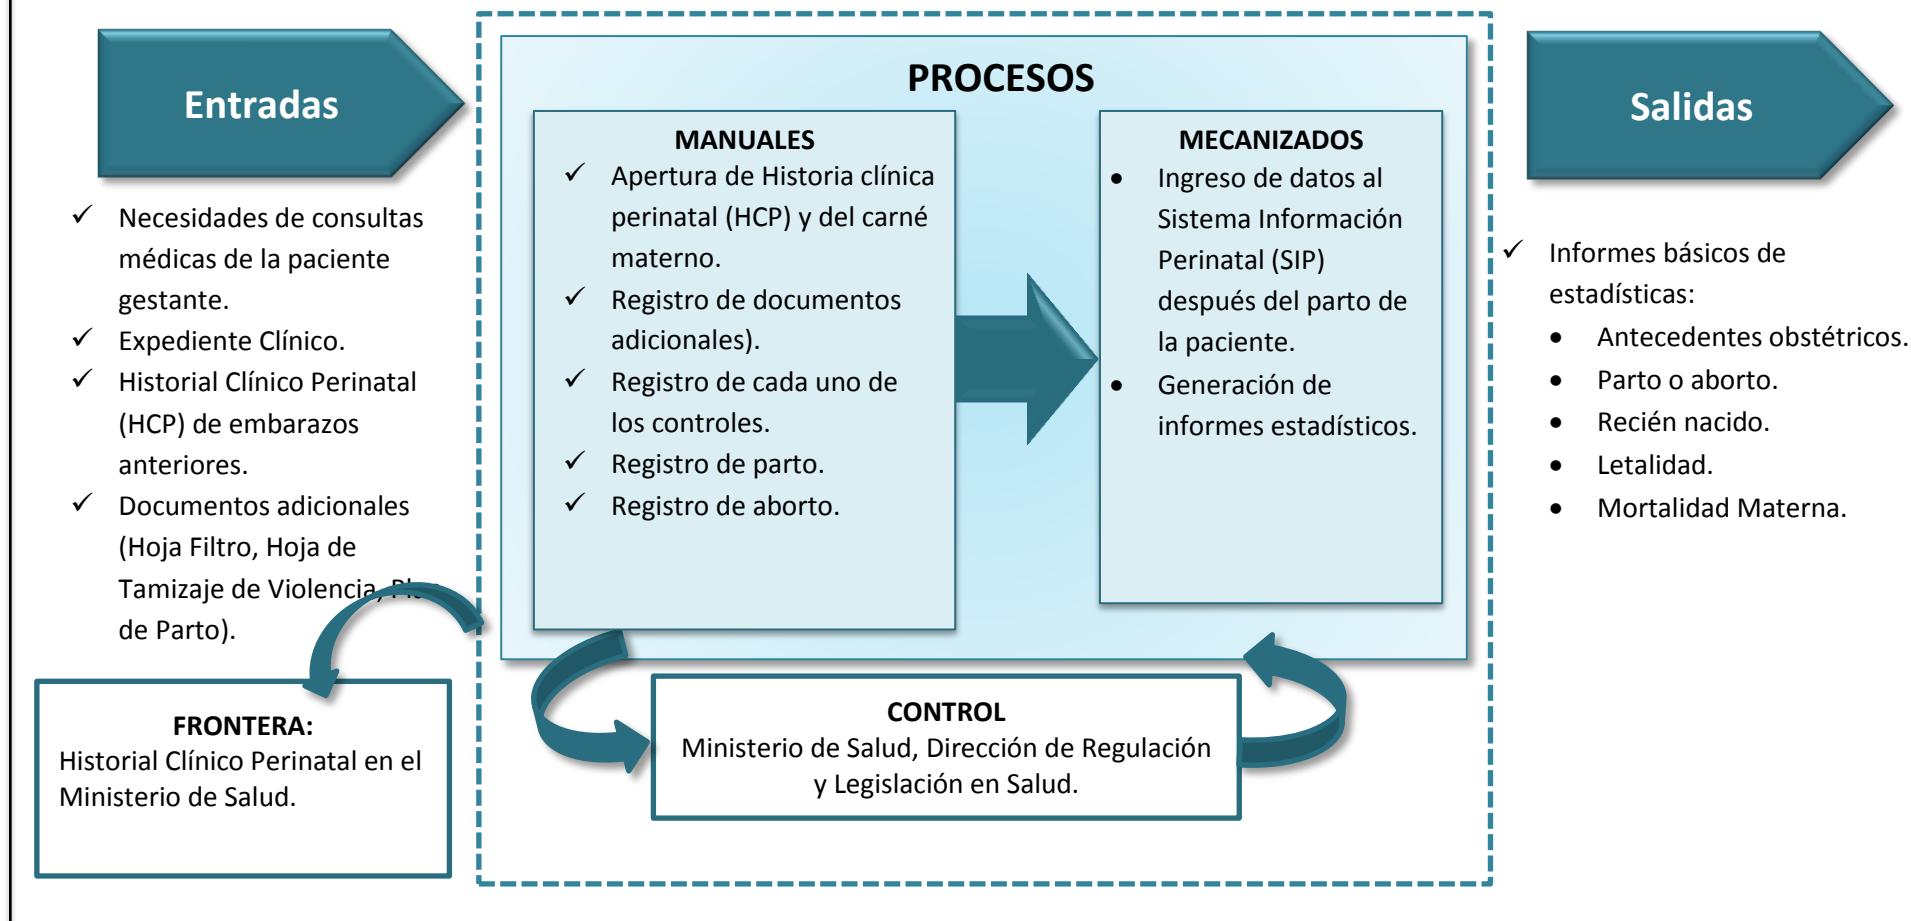 Entradas
Necesidades de consultas
médicas de la paciente
gestante.
Expediente Clínico.
Historial Clínico Perinatal
(HCP) de embarazos
anteriores.
Documentos adicionales
(Hoja Filtro, Hoja de
Tamizaje de Violencia, Plan
de Parto).
FRONTERA:
Historial Clínico Perinatal en el
Ministerio de Salud.
PROCESOS
MANUALES
Apertura de Historia clínica
perinatal (HCP) y del carné
materno.
Registro de documentos
adicionales).
Registro de cada uno de
los controles.
Registro de parto.
Registro de aborto.
MECANIZADOS
Ingreso de datos al
Sistema Información
Perinatal (SIP)
después del parto de
la paciente.
Generación de
informes estadísticos.
CONTROL
Ministerio de Salud, Dirección de Regulación
y Legislación en Salud.
Salidas
Informes básicos de
estadísticas:
Antecedentes obstétricos.
Parto o aborto.
Recién nacido.
Letalidad.
Mortalidad Materna.